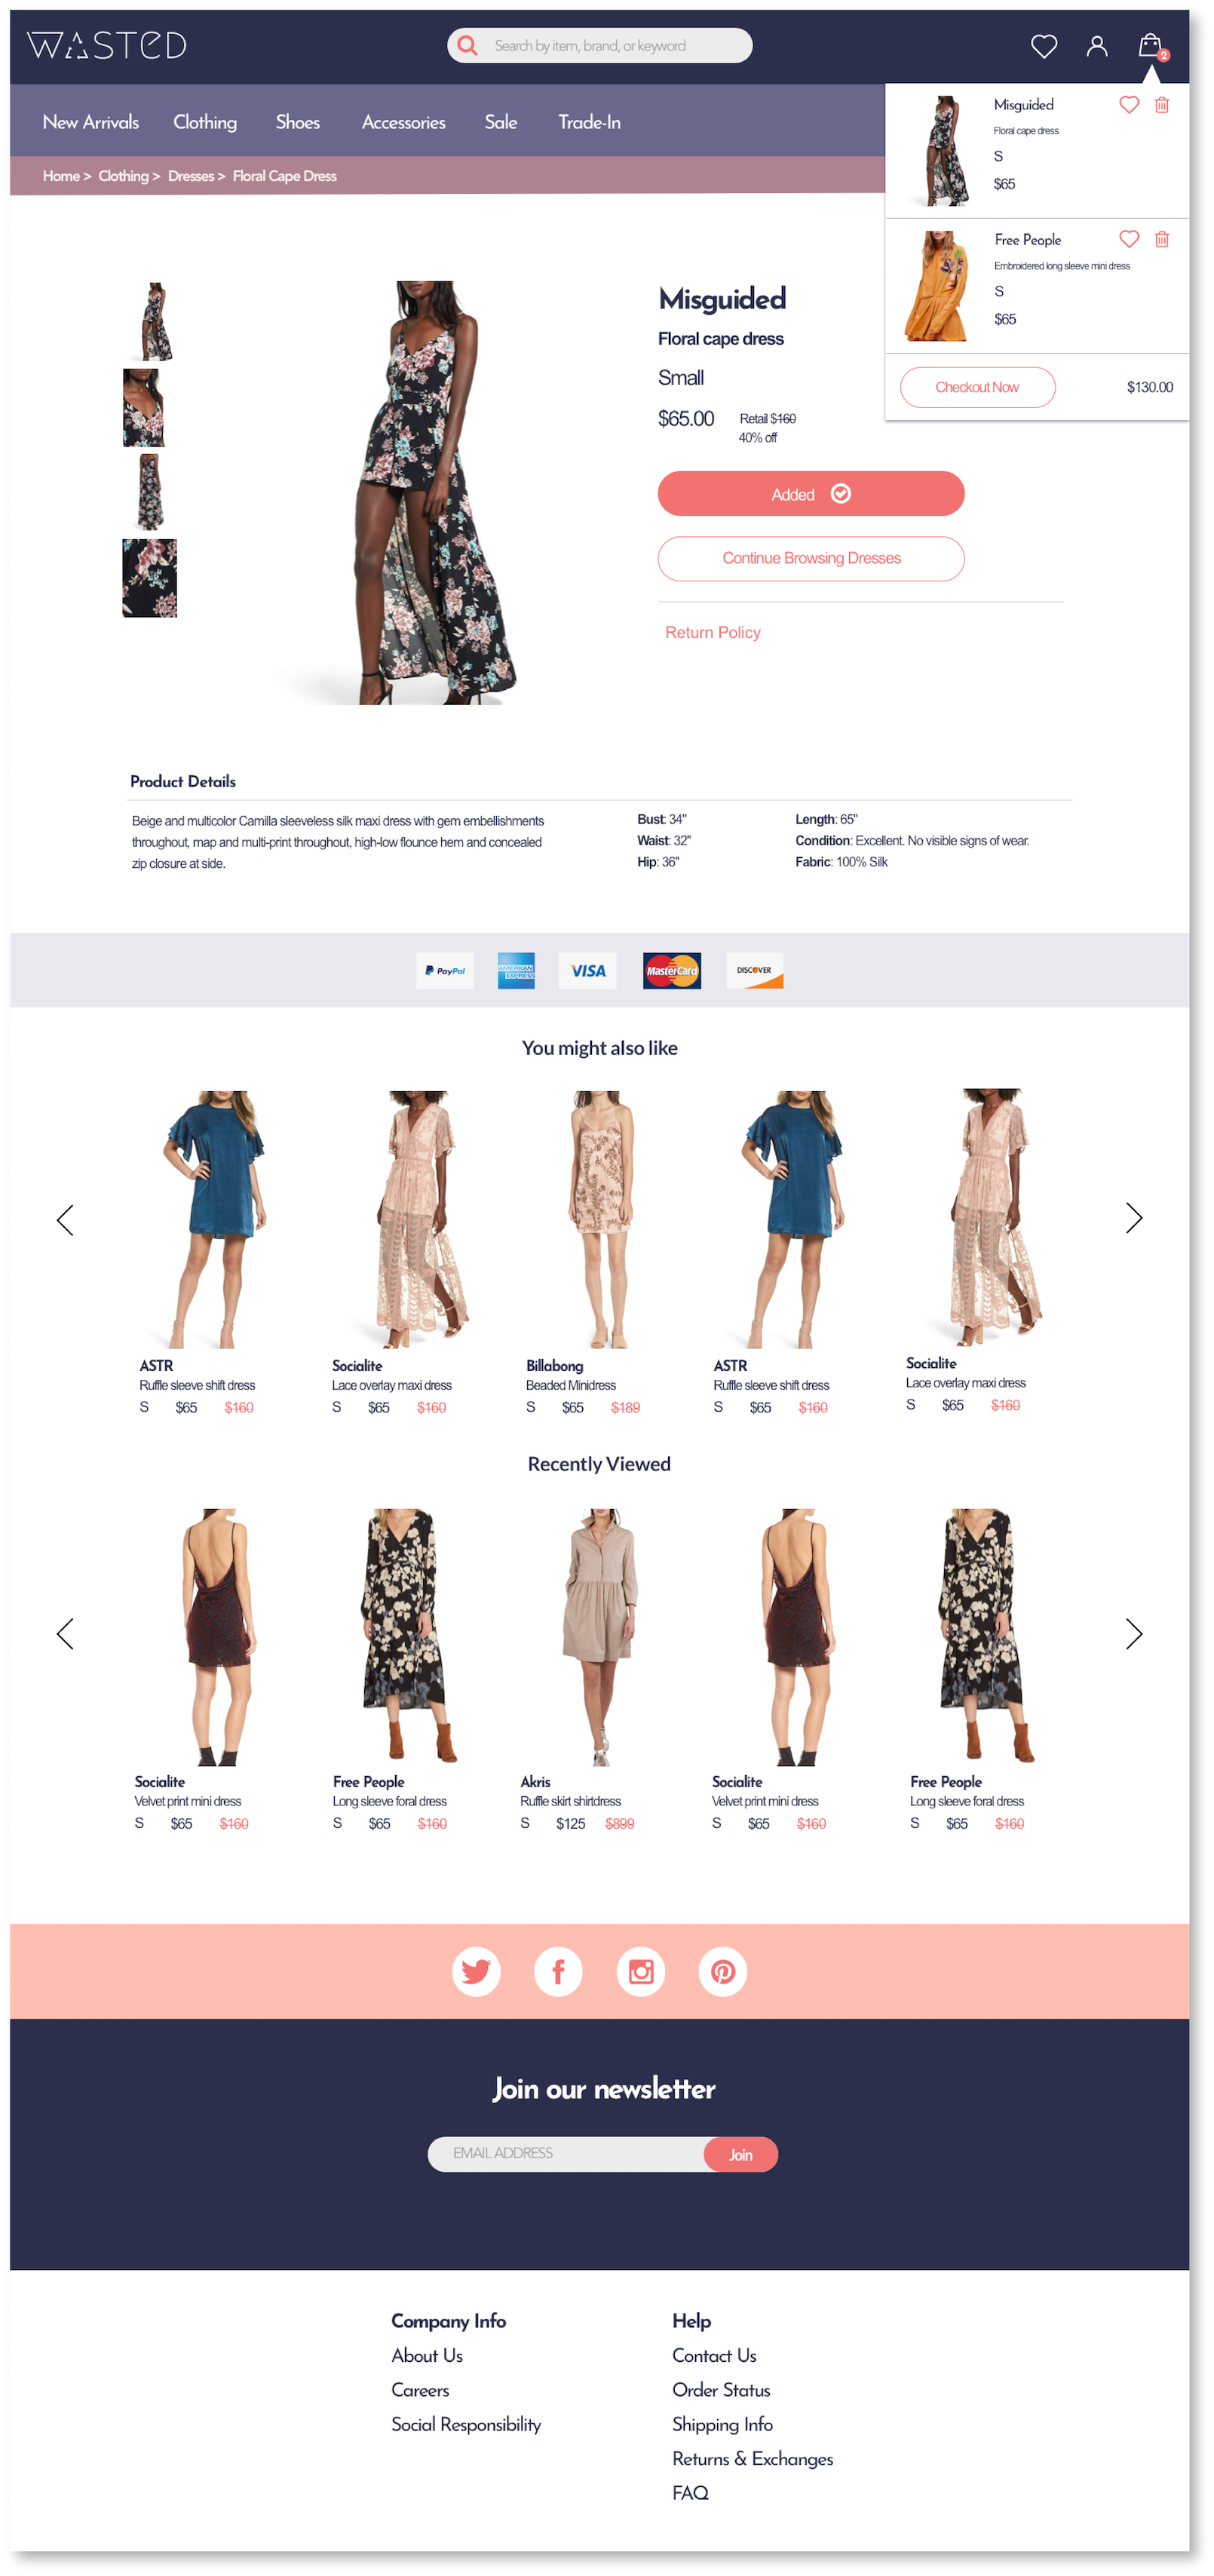 WASTED
Search by item, brand, or keyword
2
New Arrivals Clothing Shoes Accessories Sale Trade-In
Home > Clothing > Dresses > Floral Cape Dress
Misguided
Floral cape dress
S
$65
Free People
Embroidered long sleeve mini dress
S
$65
Checkout Now $130.00
Misguided
Floral cape dress
Small
$65.00 Retail $160
40% off
Added
Continue Browsing Dresses
Return Policy
Product Details
Beige and multicolor Camilla sleeveless silk maxi dress with gem embellishments
throughout, map and multi-print throughout, high-low flounce hem and concealed
zip closure at side.
Bust: 34"
Waist: 32"
Hip: 36"
Length: 65"
Condition: Excellent. No visible signs of wear.
Fabric: 100% Silk
PayPal AMERICAN EXPRESS VISA MasterCard DISCOVER
You might also like
ASTR
Ruffle sleeve shift dress
S $65 $160
Socialite
Lace overlay maxi dress
S $65 $160
Billabong
Beaded Minidress
S $65 $189
ASTR
Ruffle sleeve shift dress
S $65 $160
Socialite
Lace overlay maxi dress
S $65 $160
Recently Viewed
Socialite
Velvet print mini dress
S $65 $160
Free People
Long sleeve foral dress
S $65 $160
Akris
Ruffle skirt shirtdress
S $125 $899
Socialite
Velvet print mini dress
S $65 $160
Free People
Long sleeve foral dress
S $65 $160
Join our newsletter
EMAIL ADDRESS Join
Company Info
About Us
Careers
Social Responsibility
Help
Contact Us
Order Status
Shipping Info
Returns & Exchanges
FAQ